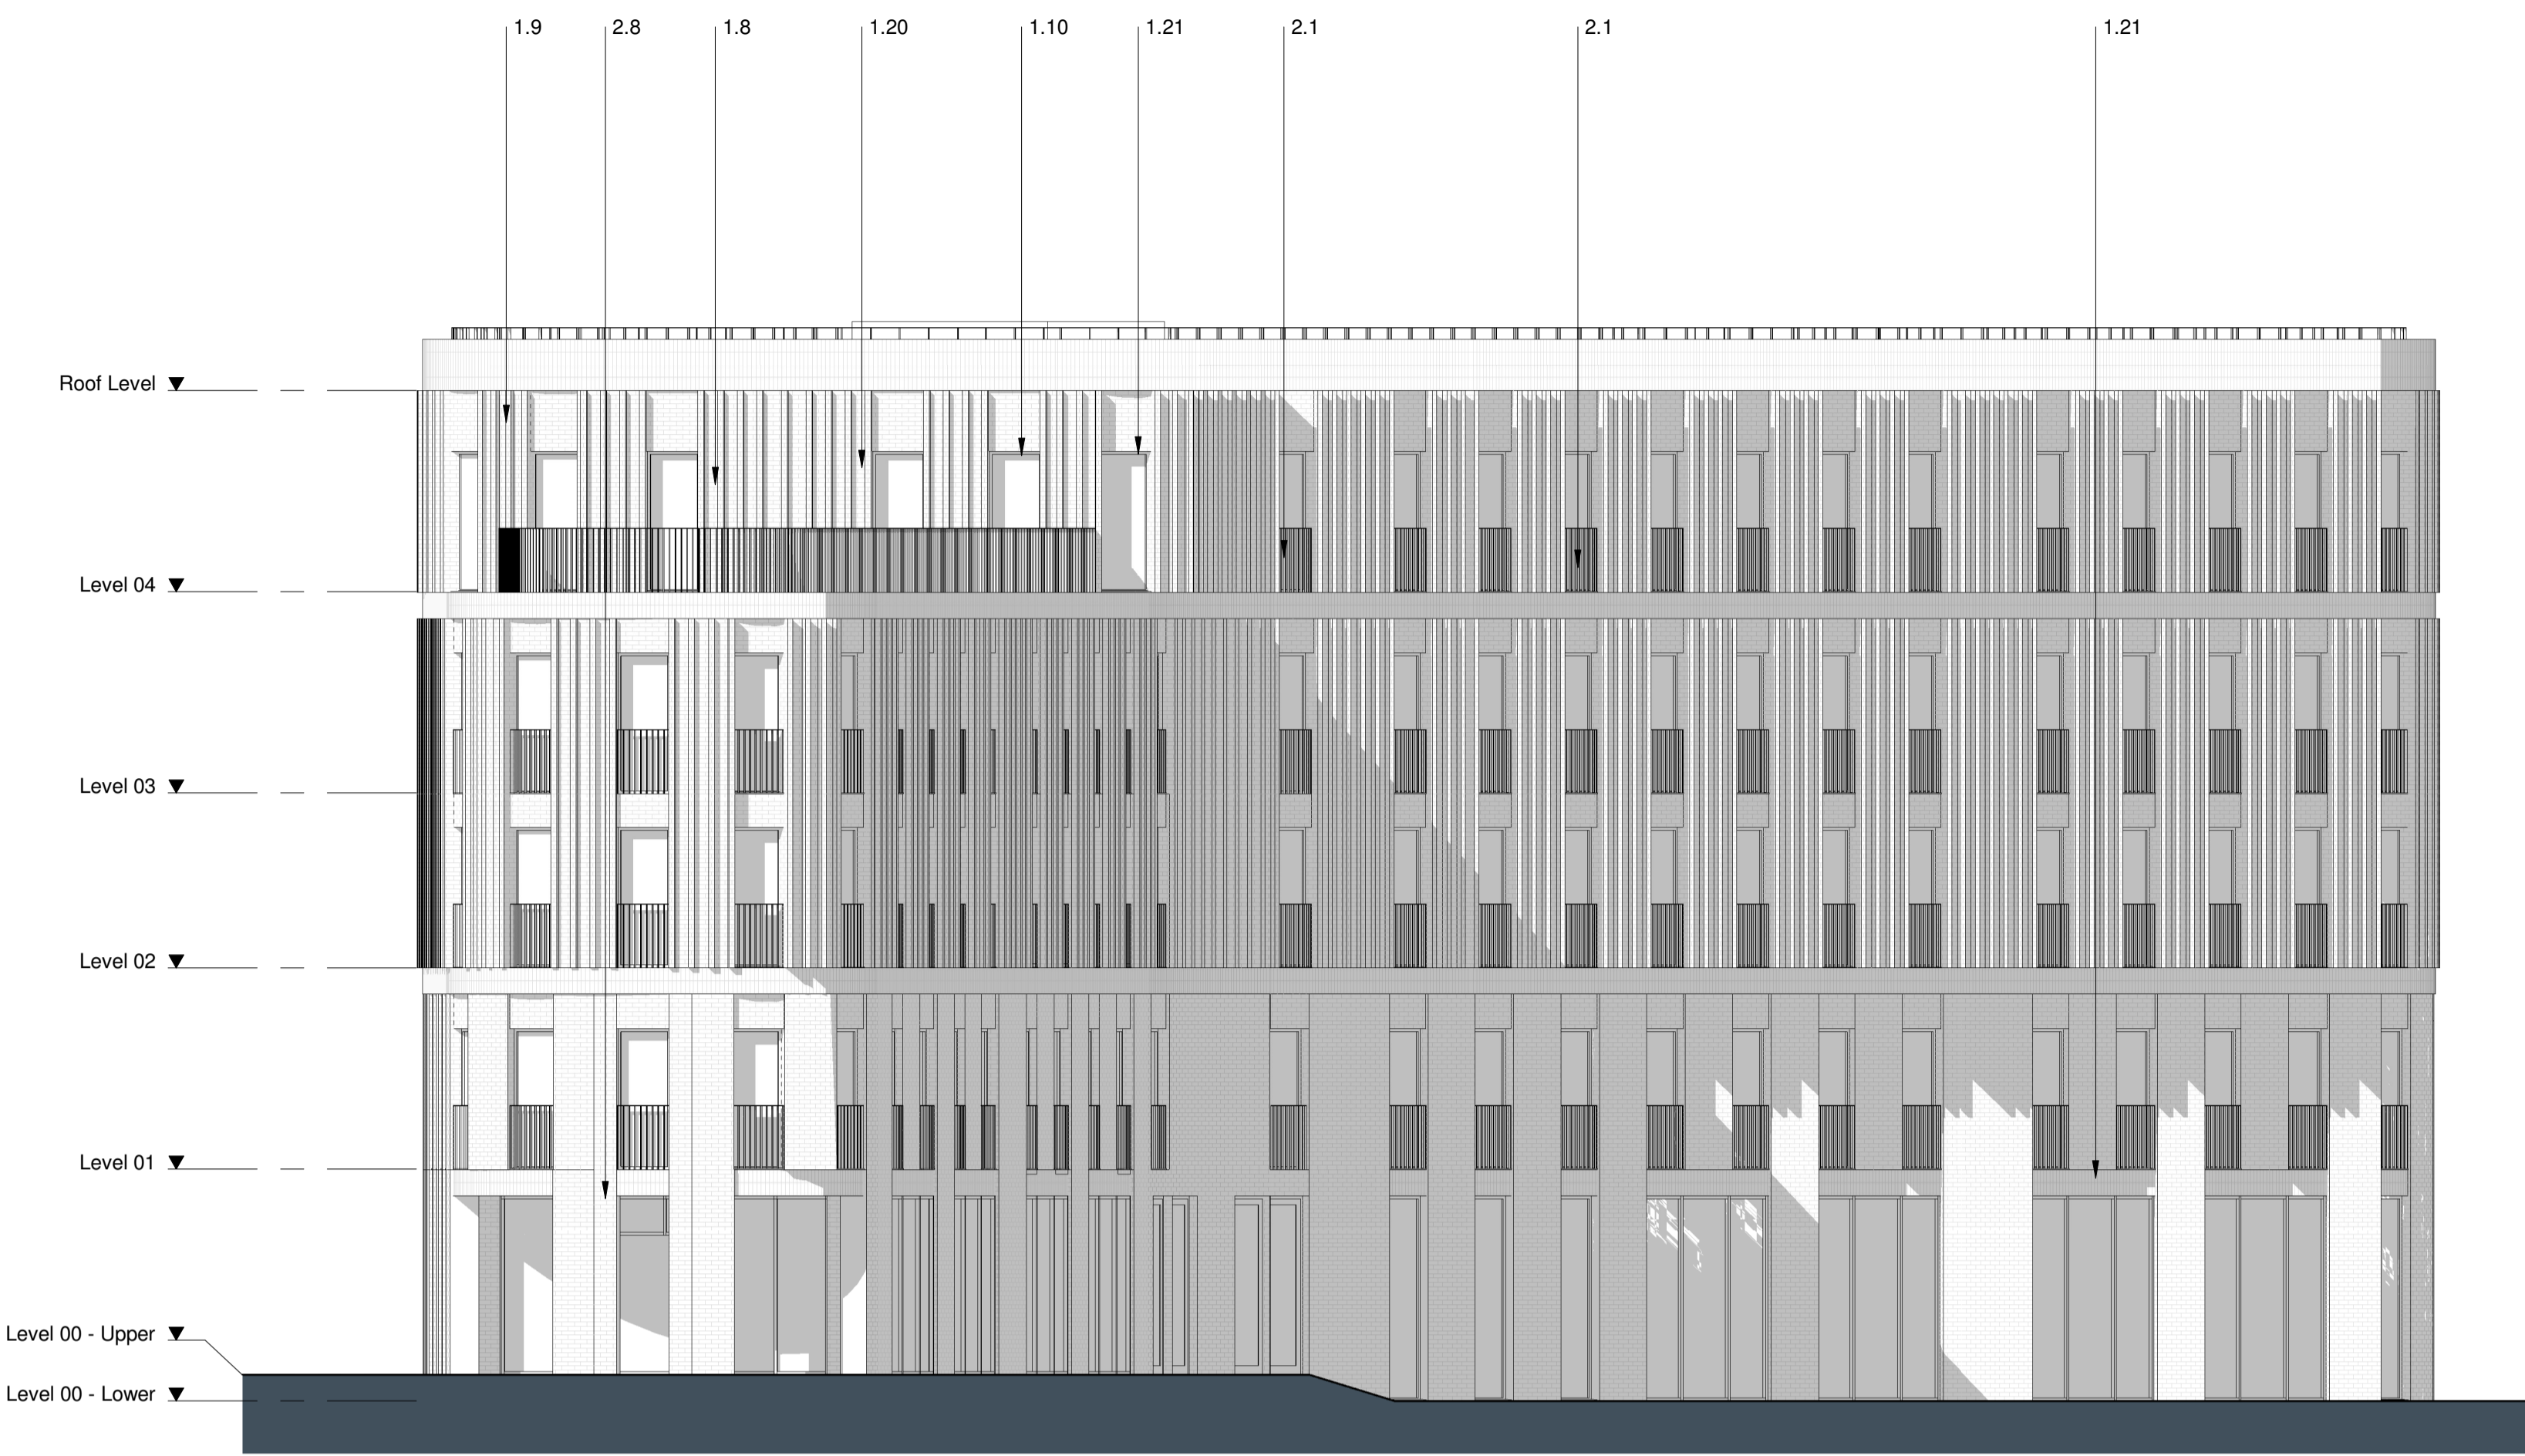 1.9 2.8 1.8 1.20 1.10 1.21 2.1 2.1 1.21
Roof Level
Level 04
Level 03
Level 02
Level 01
Level 00 - Upper
Level 00 - Lower